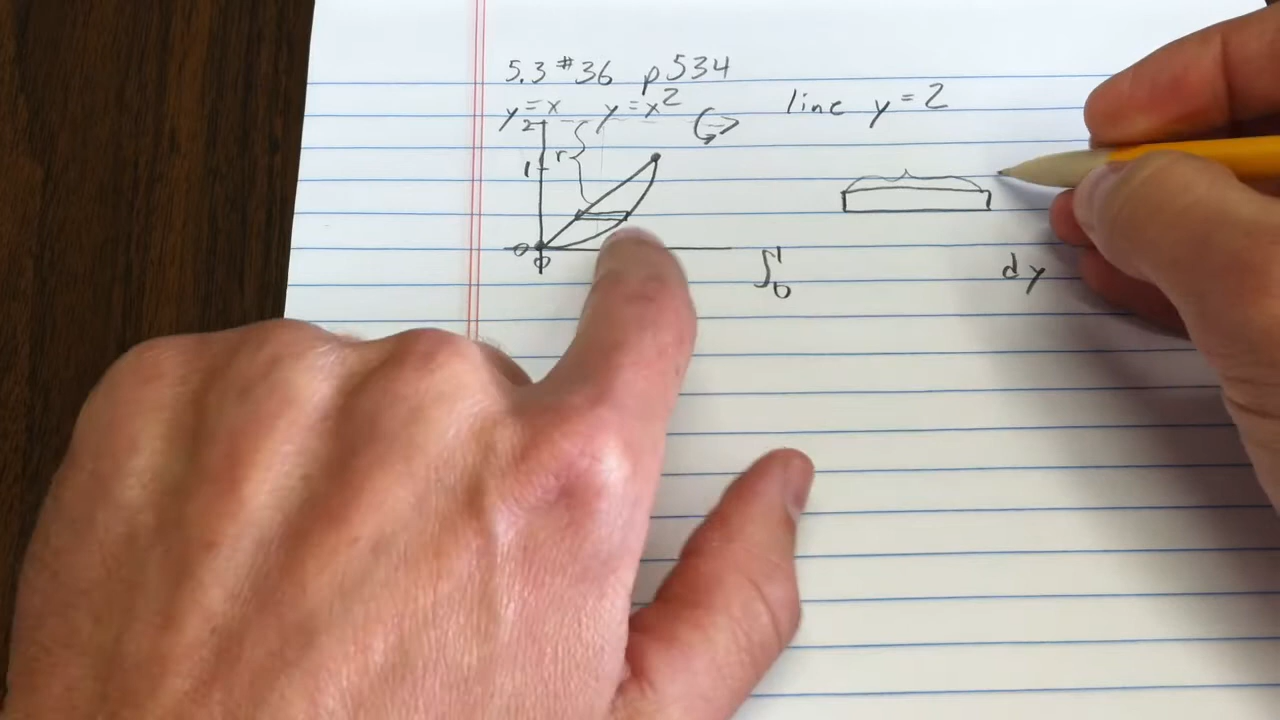 5.3 #36 p534
y=x y=x²
line y=2
2
r
1
0
0
∫₀¹ dy